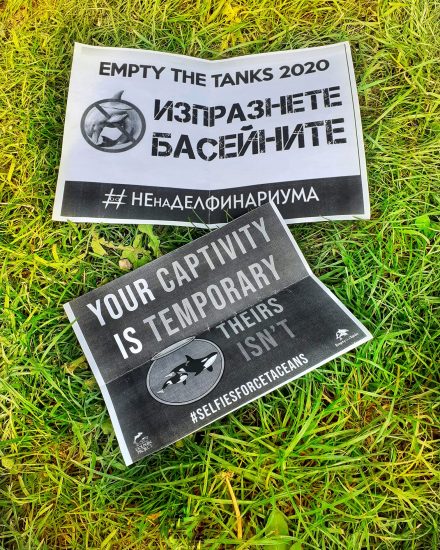 EMPTY THE TANKS 2020
ИЗПРАЗНЕТЕ
БАСЕЙНИТЕ
# НЕНАДЕЛФИНАРИУМА
YOUR CAPTIVITY
IS TEMPORARY
THEIRS
ISN'T
#SELFIESFORCETACEANS